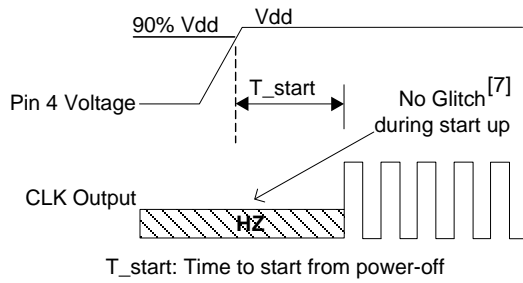 90% Vdd
Vdd
T_start
Pin 4 Voltage
No Glitch[7]
during start up
CLK Output
HZ
T_start: Time to start from power-off